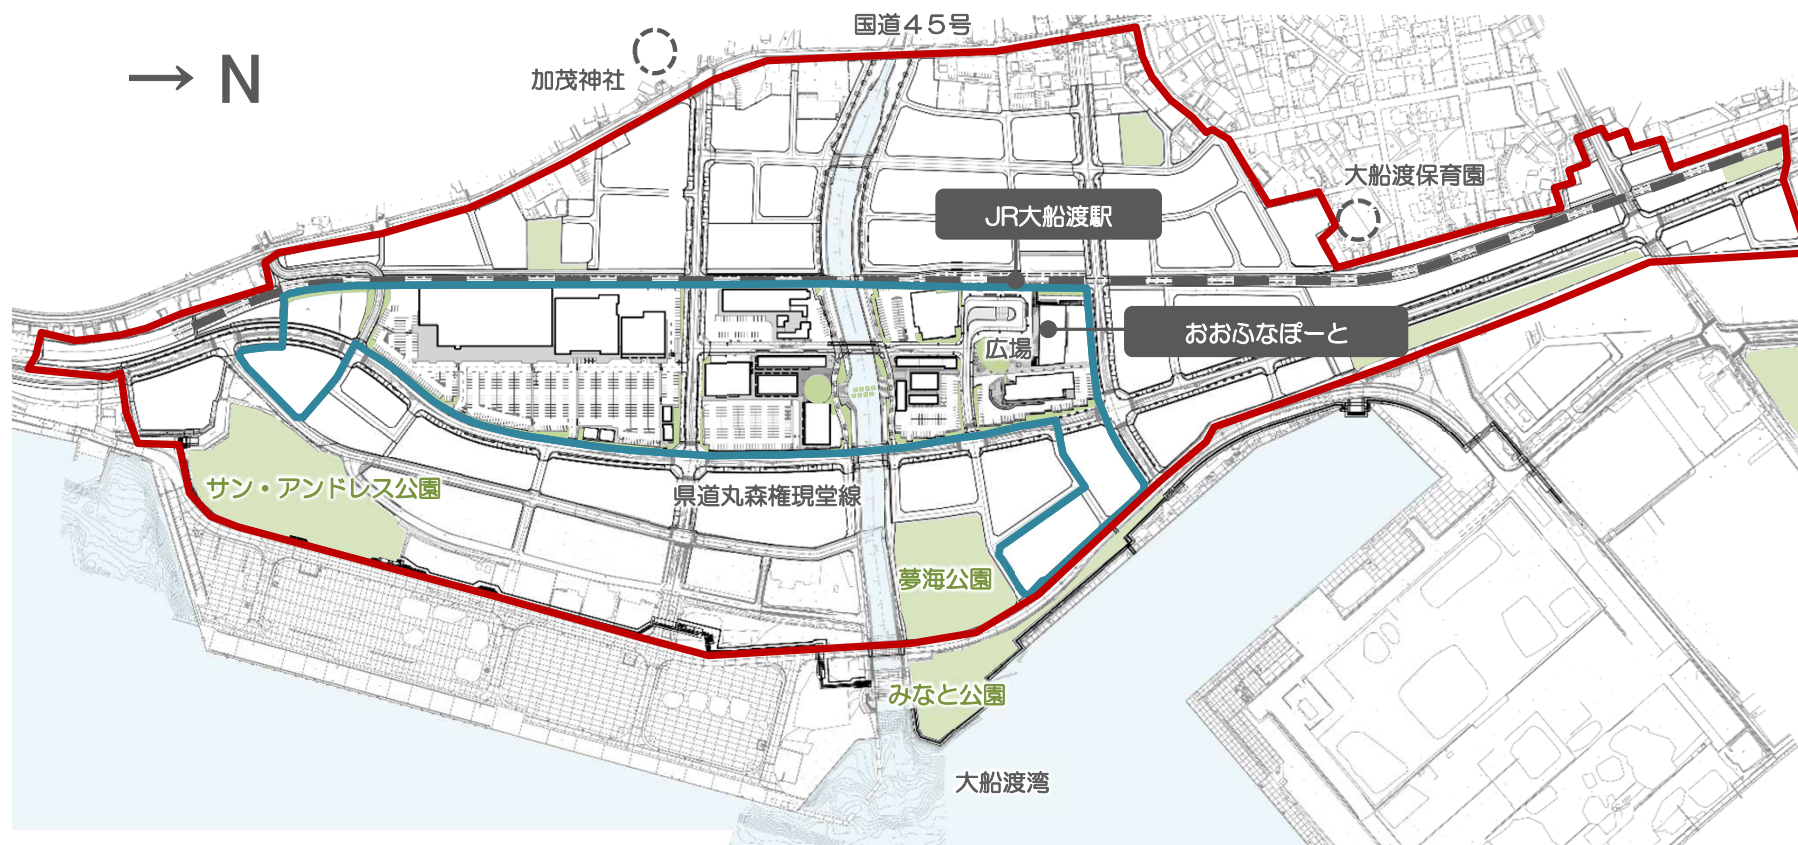 国道45号
N
加茂神社
大船渡保育園
JR大船渡駅
おおふなぽーと
広場
サン・アンドレス公園
県道丸森権現堂線
夢海公園
みなと公園
大船渡湾